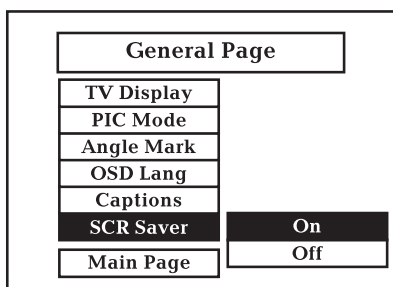 General Page
TV Display
PIC Mode
Angle Mark
OSD Lang
Captions
SCR Saver On
Off
Main Page